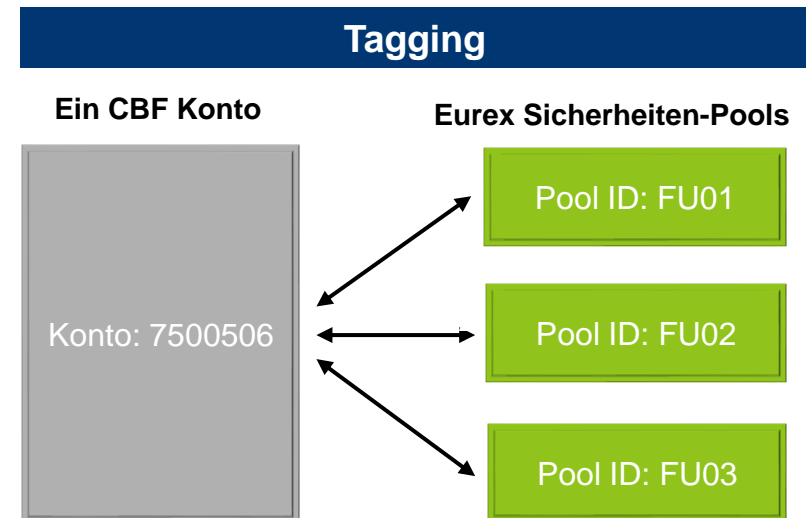 Tagging
Ein CBF Konto
Eurex Sicherheiten-Pools
Konto: 7500506
Pool ID: FU01
Pool ID: FU02
Pool ID: FU03